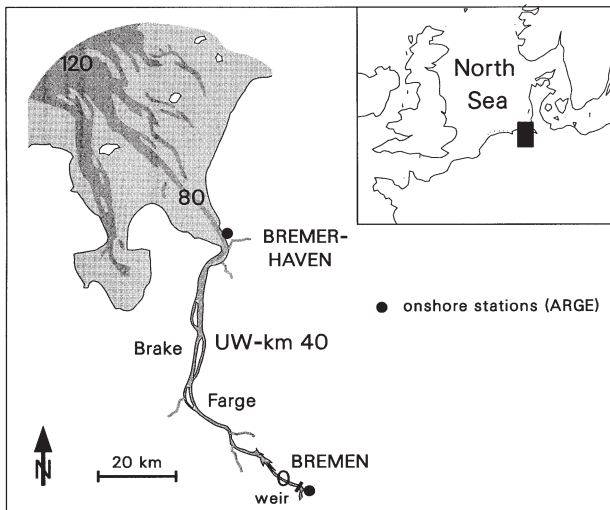 120
North
Sea
80
BREMER-
HAVEN
onshore stations (ARGE)
UW-km 40
Brake
Farge
N
20 km
BREMEN
weir